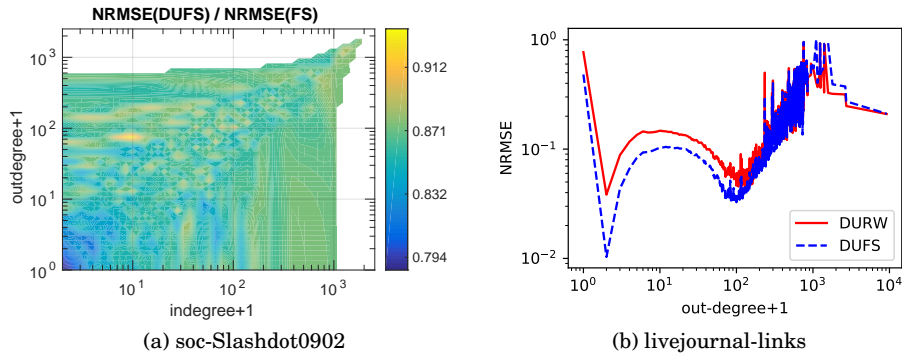 NRMSE(DUFS) / NRMSE(FS)
outdegree+1
10^3
10^2
10^1
10^0
10^1
10^2
10^3
indegree+1
0.912
0.871
0.832
0.794
(a) soc-Slashdot0902
NRMSE
10^0
10^-1
10^-2
10^0
10^1
10^2
10^3
10^4
out-degree+1
DURW
DUFS
(b) livejournal-links